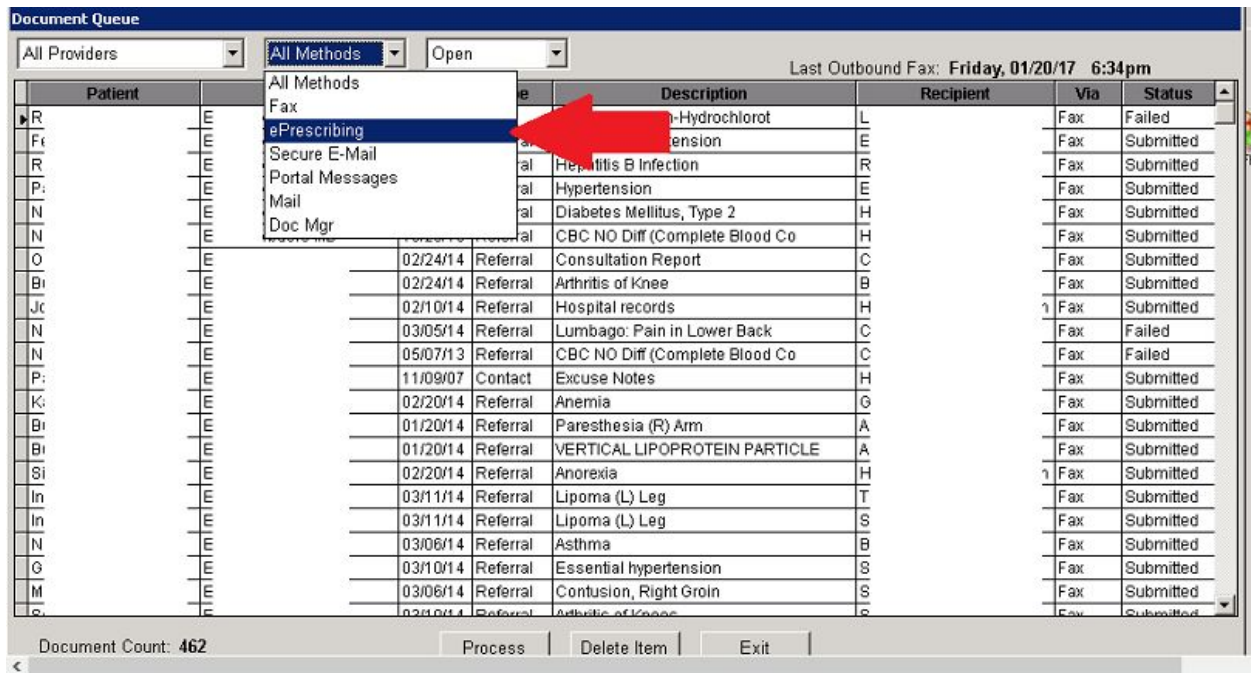 Document Queue
All Providers All Methods Open
Last Outbound Fax: Friday, 01/20/17 6:34pm
All Methods
Fax
ePrescribing
Secure E-Mail
Portal Messages
Mail
Doc Mgr
Patient Description Recipient Via Status
R E L Fax Failed
E E Fax Submitted
R E Hepatitis B Infection R Fax Submitted
E Hypertension E Fax Submitted
N E Diabetes Mellitus, Type 2 H Fax Submitted
N E CBC NO Diff (Complete Blood Co H Fax Submitted
O E 02/24/14 Referral Consultation Report C Fax Submitted
E 02/24/14 Referral Arthritis of Knee B Fax Submitted
E 02/10/14 Referral Hospital records H Fax Submitted
N E 03/05/14 Referral Lumbago: Pain in Lower Back C Fax Failed
N E 05/07/13 Referral CBC NO Diff (Complete Blood Co C Fax Failed
E 11/09/07 Contact Excuse Notes H Fax Submitted
E 02/20/14 Referral Anemia G Fax Submitted
E 01/20/14 Referral Paresthesia (R) Arm A Fax Submitted
E 01/20/14 Referral VERTICAL LIPOPROTEIN PARTICLE A Fax Submitted
Si E 02/20/14 Referral Anorexia H Fax Submitted
In E 03/11/14 Referral Lipoma (L) Leg T Fax Submitted
In E 03/11/14 Referral Lipoma (L) Leg S Fax Submitted
N E 03/06/14 Referral Asthma B Fax Submitted
G E 03/10/14 Referral Essential hypertension S Fax Submitted
M E 03/06/14 Referral Contusion, Right Groin S Fax Submitted
Document Count: 462 Process Delete Item Exit